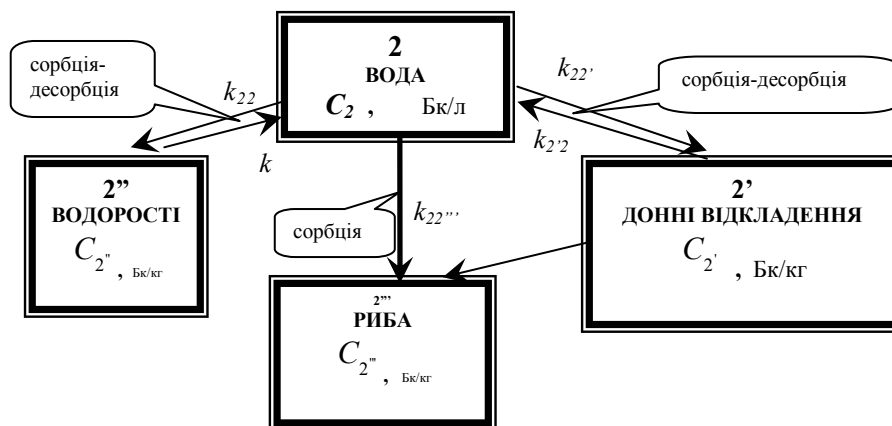 2
ВОДА
C₂ , Бк/л
сорбція-
десорбція
k₂₂
k
k₂₂’
k₂’₂
сорбція-десорбція
2”
ВОДОРОСТІ
C₂" , Бк/кг
сорбція
k₂₂”’
2’
ДОННІ ВІДКЛАДЕННЯ
C₂' , Бк/кг
2”’
РИБА
C₂"' , Бк/кг